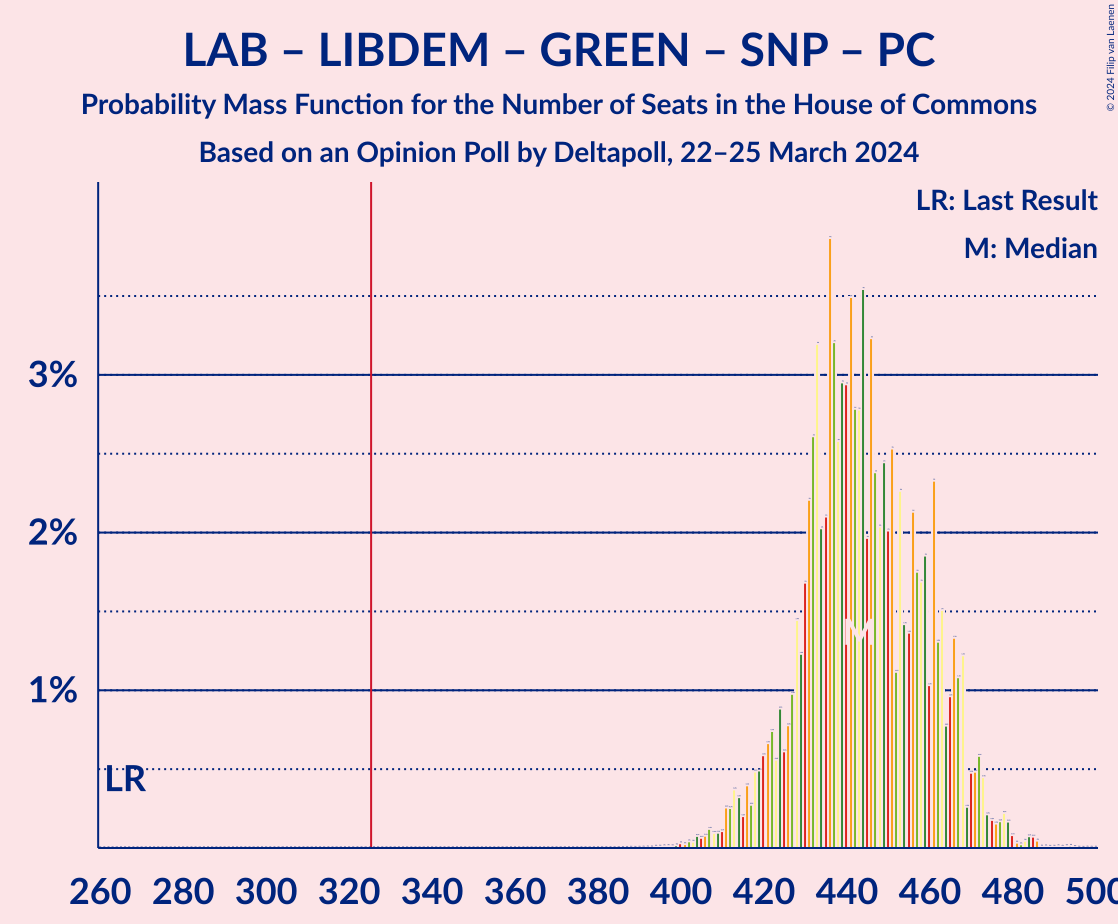 LAB – LIBDEM – GREEN – SNP – PC
Probability Mass Function for the Number of Seats in the House of Commons
Based on an Opinion Poll by Deltapoll, 22–25 March 2024
© 2024 Filip van Laenen
LR: Last Result
M: Median
3%
2%
1%
LR
M
260 280 300 320 340 360 380 400 420 440 460 480 500